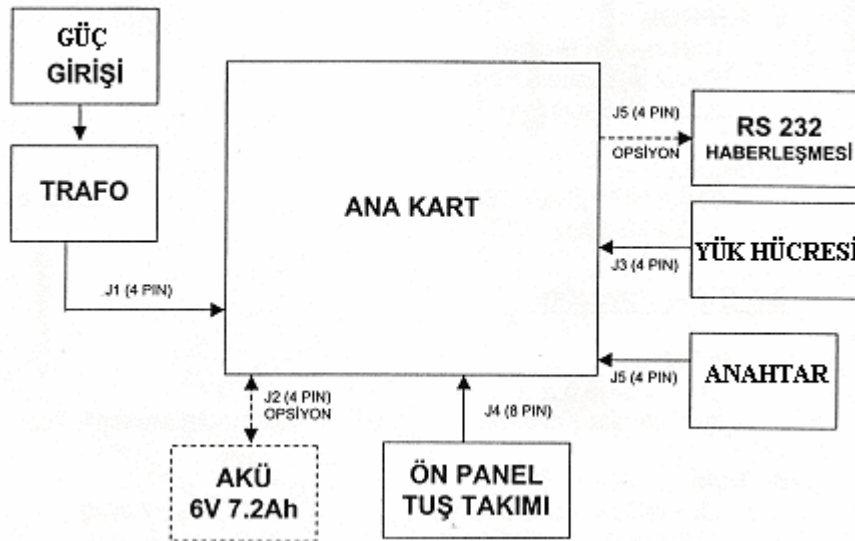 GÜÇ
GİRİŞİ
TRAFO
J1 (4 PIN)
ANA KART
J5 (4 PIN)
OPSİYON
RS 232
HABERLEŞMESİ
J3 (4 PIN)
YÜK HÜCRESİ
J5 (4 PIN)
ANAHTAR
J2 (4 PIN)
OPSİYON
J4 (8 PIN)
AKÜ
6V 7.2Ah
ÖN PANEL
TUŞ TAKIMI